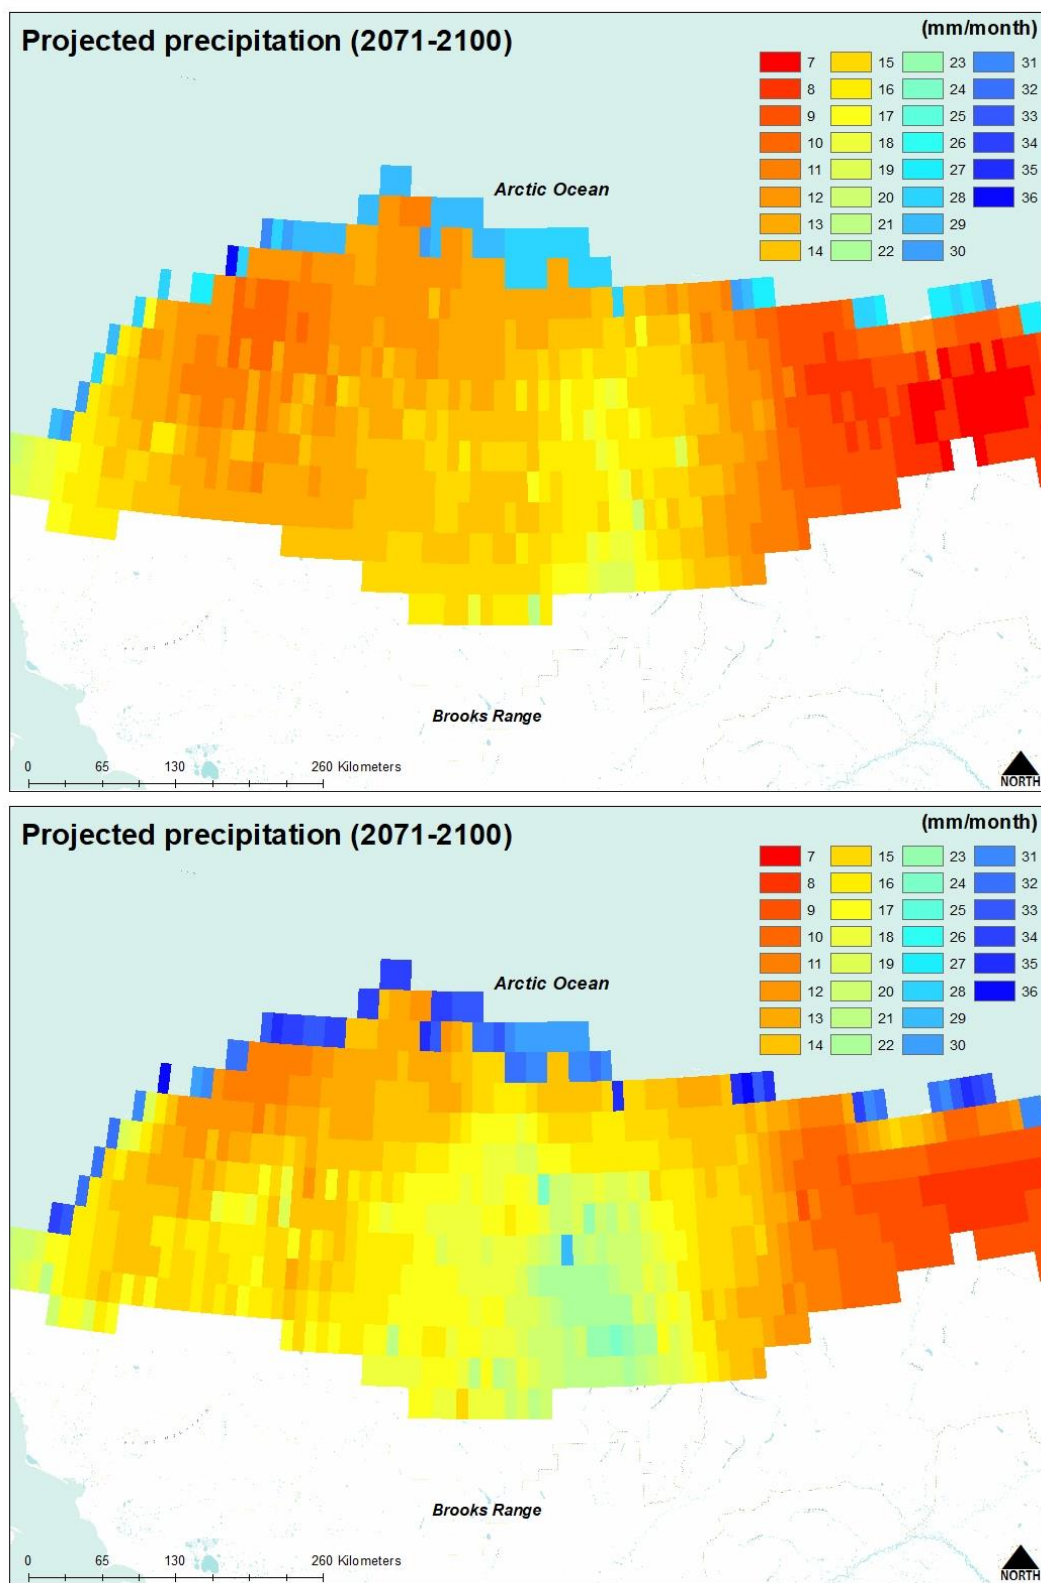 Projected precipitation (2071-2100)
(mm/month)
7 15 23 31
8 16 24 32
9 17 25 33
10 18 26 34
11 19 27 35
12 20 28 36
13 21 29
14 22 30
Arctic Ocean
Brooks Range
0 65 130 260 Kilometers
NORTH
Projected precipitation (2071-2100)
(mm/month)
7 15 23 31
8 16 24 32
9 17 25 33
10 18 26 34
11 19 27 35
12 20 28 36
13 21 29
14 22 30
Arctic Ocean
Brooks Range
0 65 130 260 Kilometers
NORTH